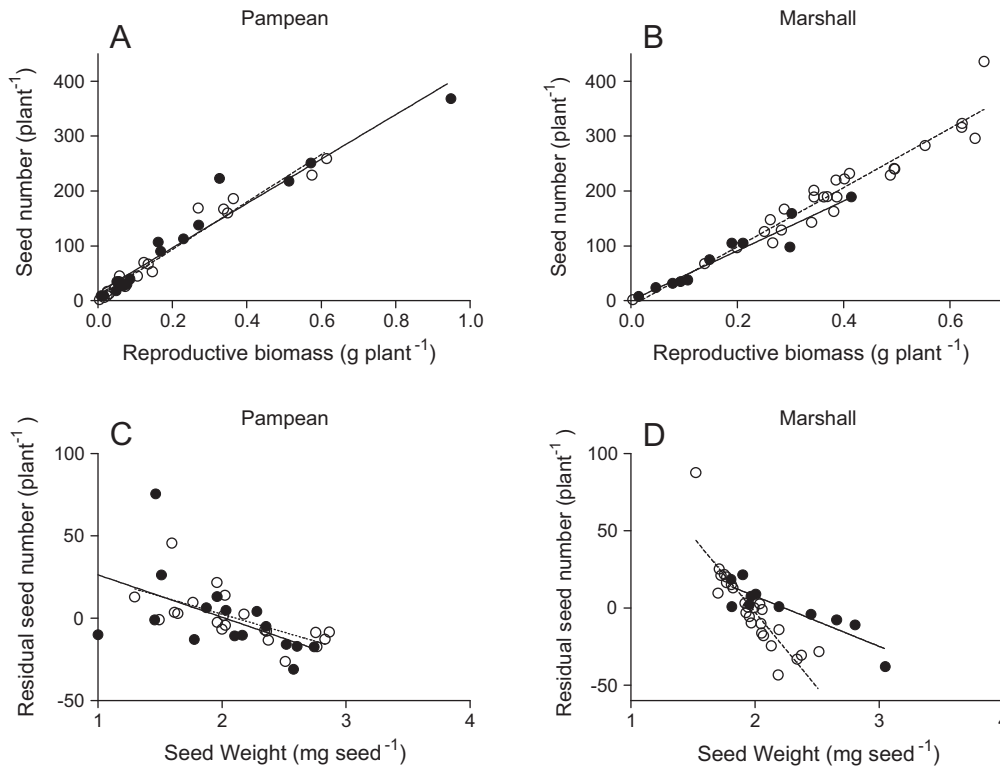 Pampean
A
Seed number (plant-1)
400
300
200
100
0
0.0 0.2 0.4 0.6 0.8 1.0
Reproductive biomass (g plant -1)
Marshall
B
Seed number (plant-1)
400
300
200
100
0
0.0 0.2 0.4 0.6
Reproductive biomass (g plant -1)
Pampean
C
Residual seed number (plant-1 )
100
50
0
-50
1 2 3 4
Seed Weight (mg seed-1)
Marshall
D
Residual seed number (plant-1 )
100
50
0
-50
1 2 3 4
Seed Weight (mg seed-1)